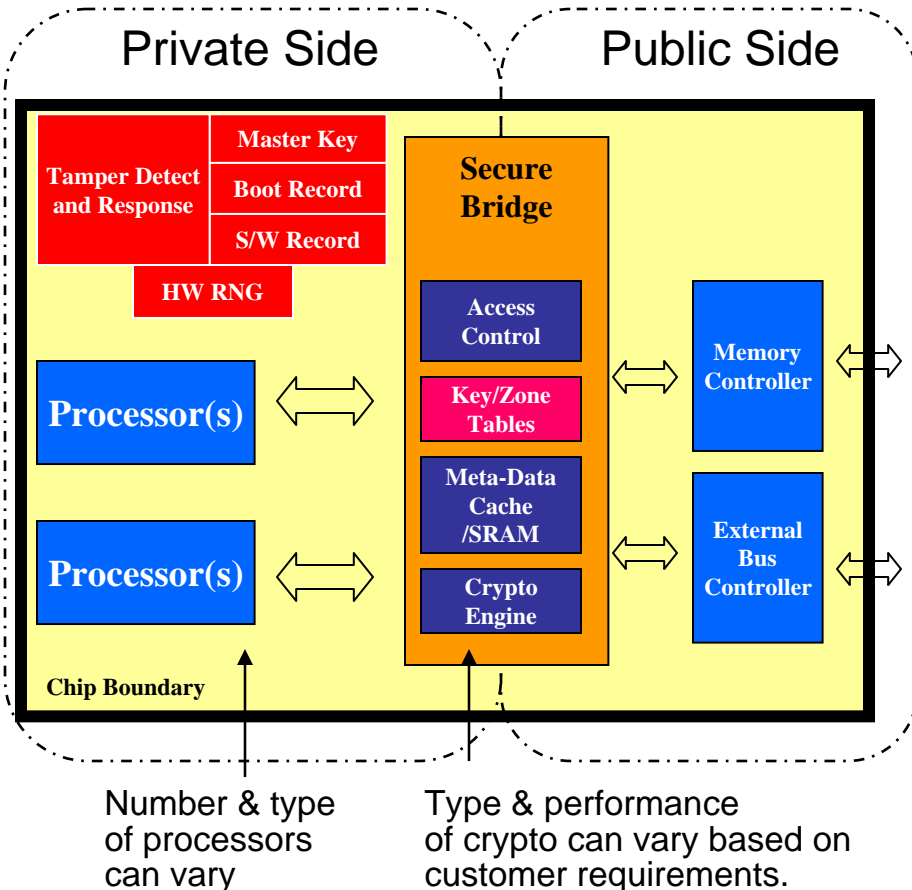 Private Side
Public Side
Tamper Detect
and Response
Master Key
Boot Record
S/W Record
HW RNG
Secure
Bridge
Access
Control
Key/Zone
Tables
Meta-Data
Cache
/SRAM
Crypto
Engine
Processor(s)
Processor(s)
Memory
Controller
External
Bus
Controller
Chip Boundary
Number & type
of processors
can vary
Type & performance
of crypto can vary based on
customer requirements.